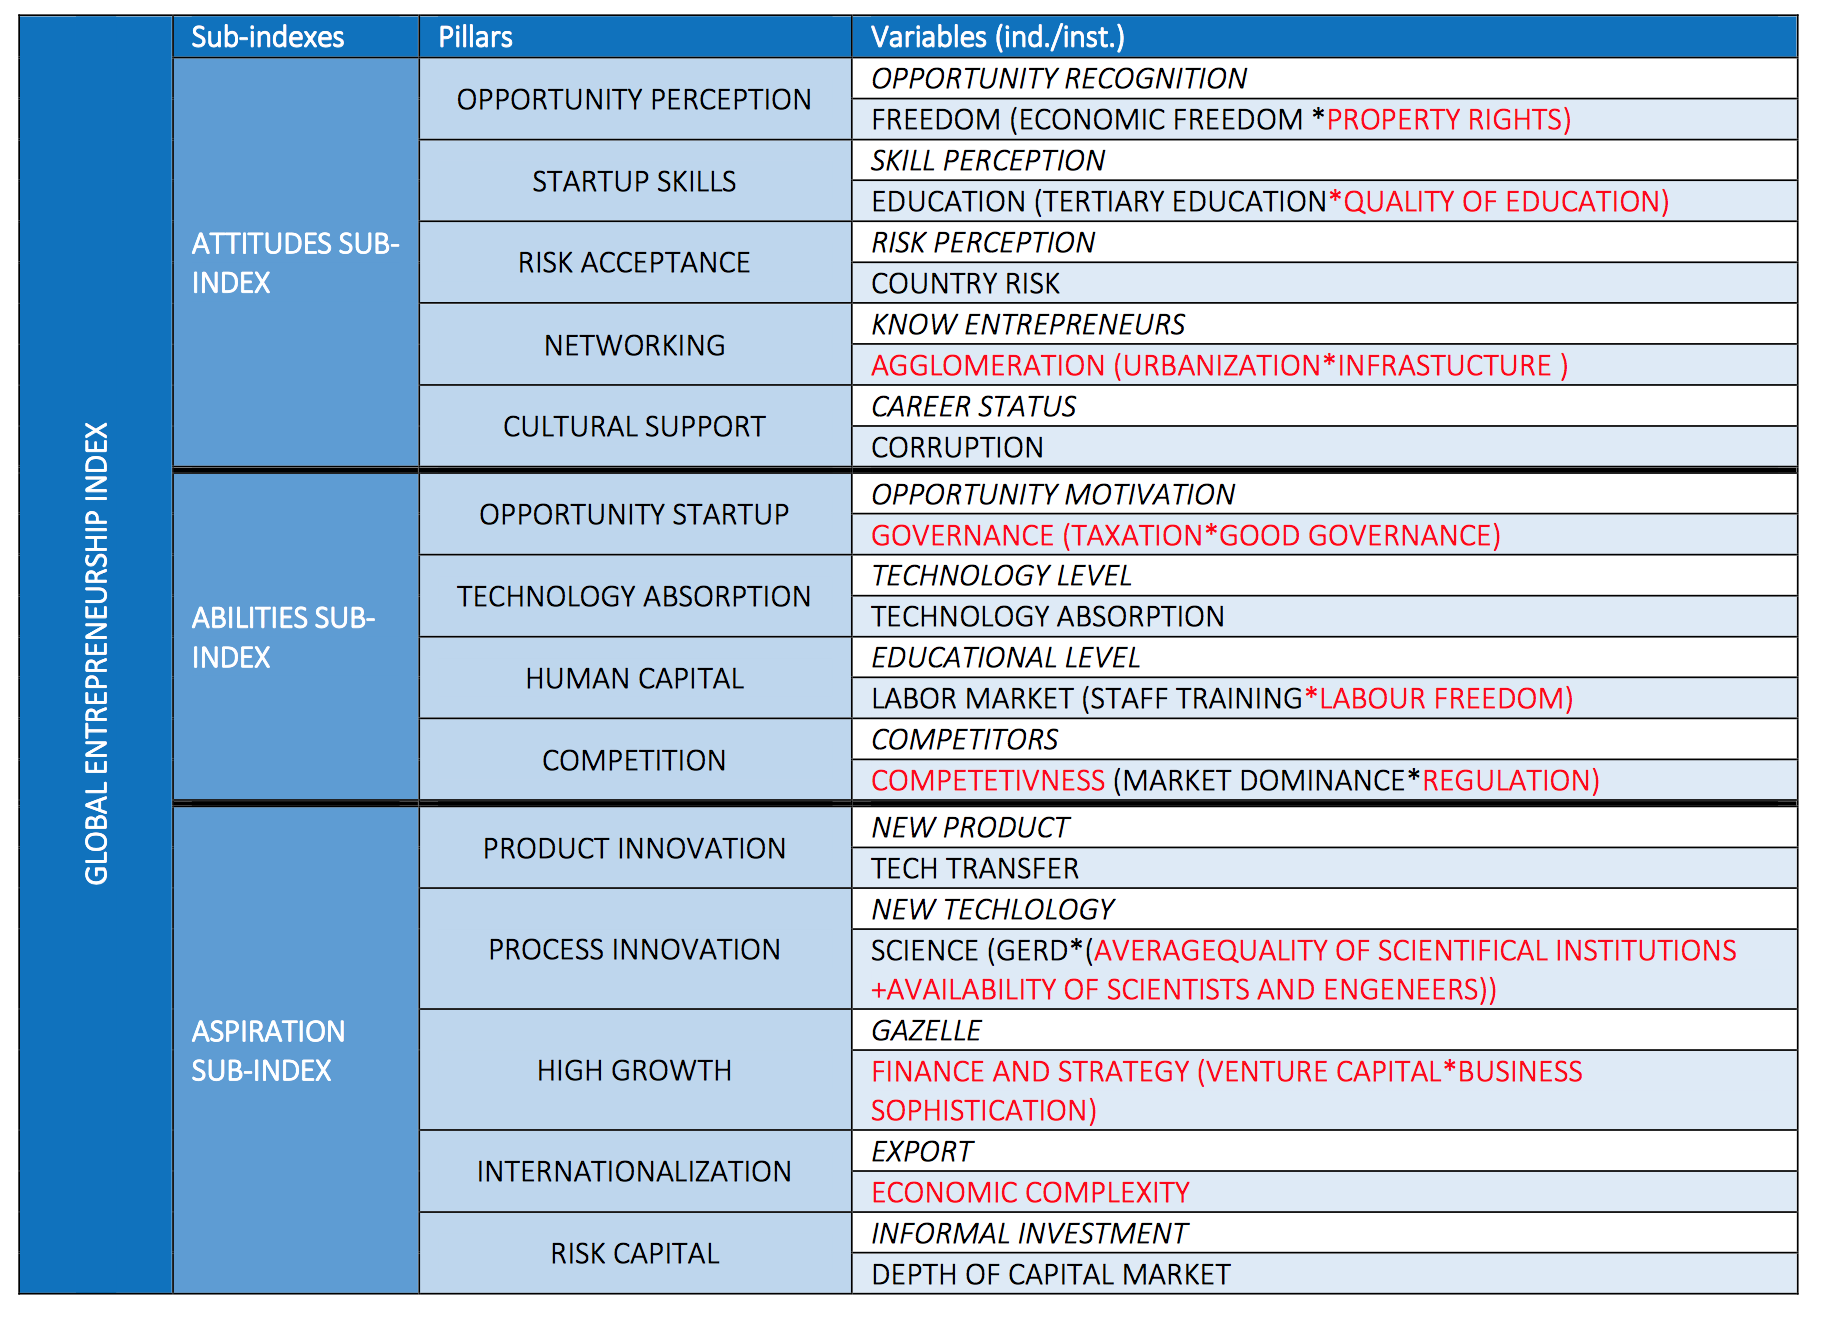 GLOBAL ENTREPRENEURSHIP INDEX
Sub-indexes
Pillars
Variables (ind./inst.)
ATTITUDES SUB-
INDEX
OPPORTUNITY PERCEPTION
OPPORTUNITY RECOGNITION
FREEDOM (ECONOMIC FREEDOM *PROPERTY RIGHTS)
STARTUP SKILLS
SKILL PERCEPTION
EDUCATION (TERTIARY EDUCATION*QUALITY OF EDUCATION)
RISK ACCEPTANCE
RISK PERCEPTION
COUNTRY RISK
NETWORKING
KNOW ENTREPRENEURS
AGGLOMERATION (URBANIZATION*INFRASTUCTURE )
CULTURAL SUPPORT
CAREER STATUS
CORRUPTION
ABILITIES SUB-
INDEX
OPPORTUNITY STARTUP
OPPORTUNITY MOTIVATION
GOVERNANCE (TAXATION*GOOD GOVERNANCE)
TECHNOLOGY ABSORPTION
TECHNOLOGY LEVEL
TECHNOLOGY ABSORPTION
HUMAN CAPITAL
EDUCATIONAL LEVEL
LABOR MARKET (STAFF TRAINING*LABOUR FREEDOM)
COMPETITION
COMPETITORS
COMPETETIVNESS (MARKET DOMINANCE*REGULATION)
ASPIRATION
SUB-INDEX
PRODUCT INNOVATION
NEW PRODUCT
TECH TRANSFER
PROCESS INNOVATION
NEW TECHLOLOGY
SCIENCE (GERD*(AVERAGEQUALITY OF SCIENTIFICAL INSTITUTIONS
+AVAILABILITY OF SCIENTISTS AND ENGENEERS))
HIGH GROWTH
GAZELLE
FINANCE AND STRATEGY (VENTURE CAPITAL*BUSINESS
SOPHISTICATION)
INTERNATIONALIZATION
EXPORT
ECONOMIC COMPLEXITY
RISK CAPITAL
INFORMAL INVESTMENT
DEPTH OF CAPITAL MARKET